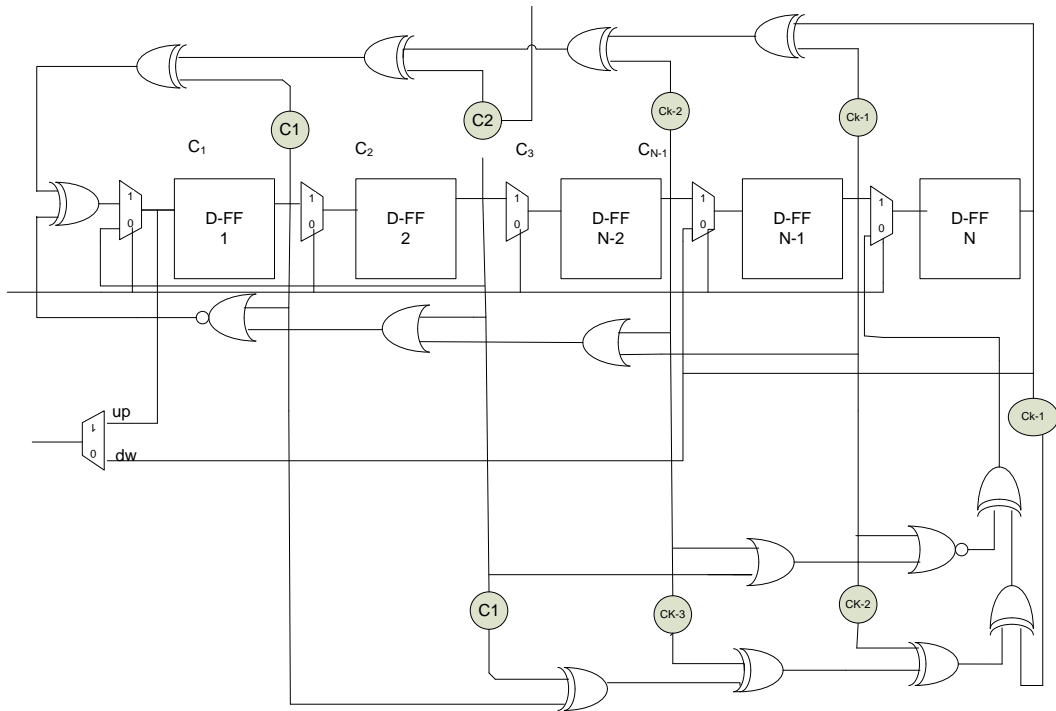 C1
C2
Ck-2
Ck-1
C₁
C₂
C₃
C_{N-1}
1
0
D-FF
1
1
0
D-FF
2
1
0
D-FF
N-2
1
0
D-FF
N-1
1
0
D-FF
N
up
1
0
dw
Ck-1
C1
CK-3
CK-2